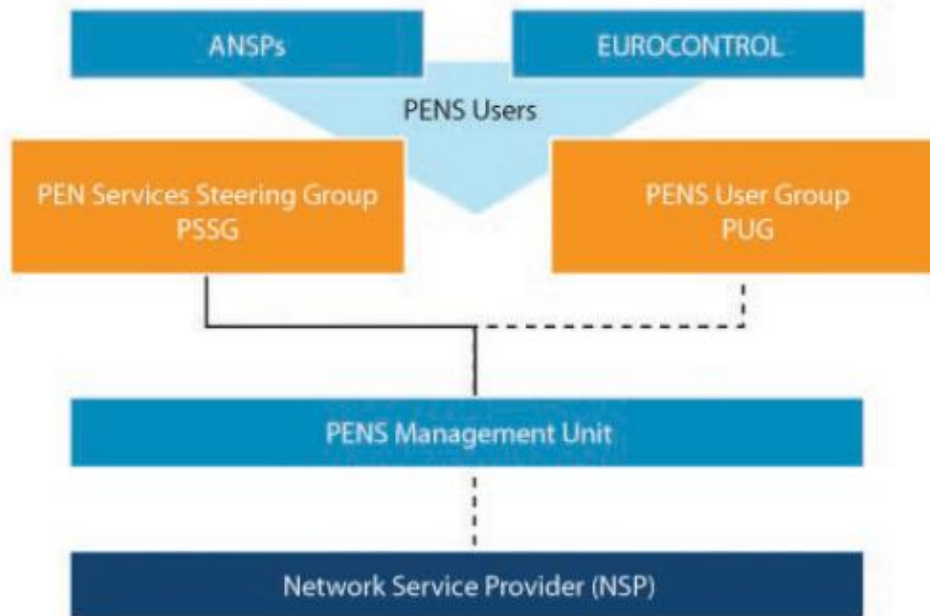 ANSPs
EUROCONTROL
PENS Users
PEN Services Steering Group
PSSG
PENS User Group
PUG
PENS Management Unit
Network Service Provider (NSP)